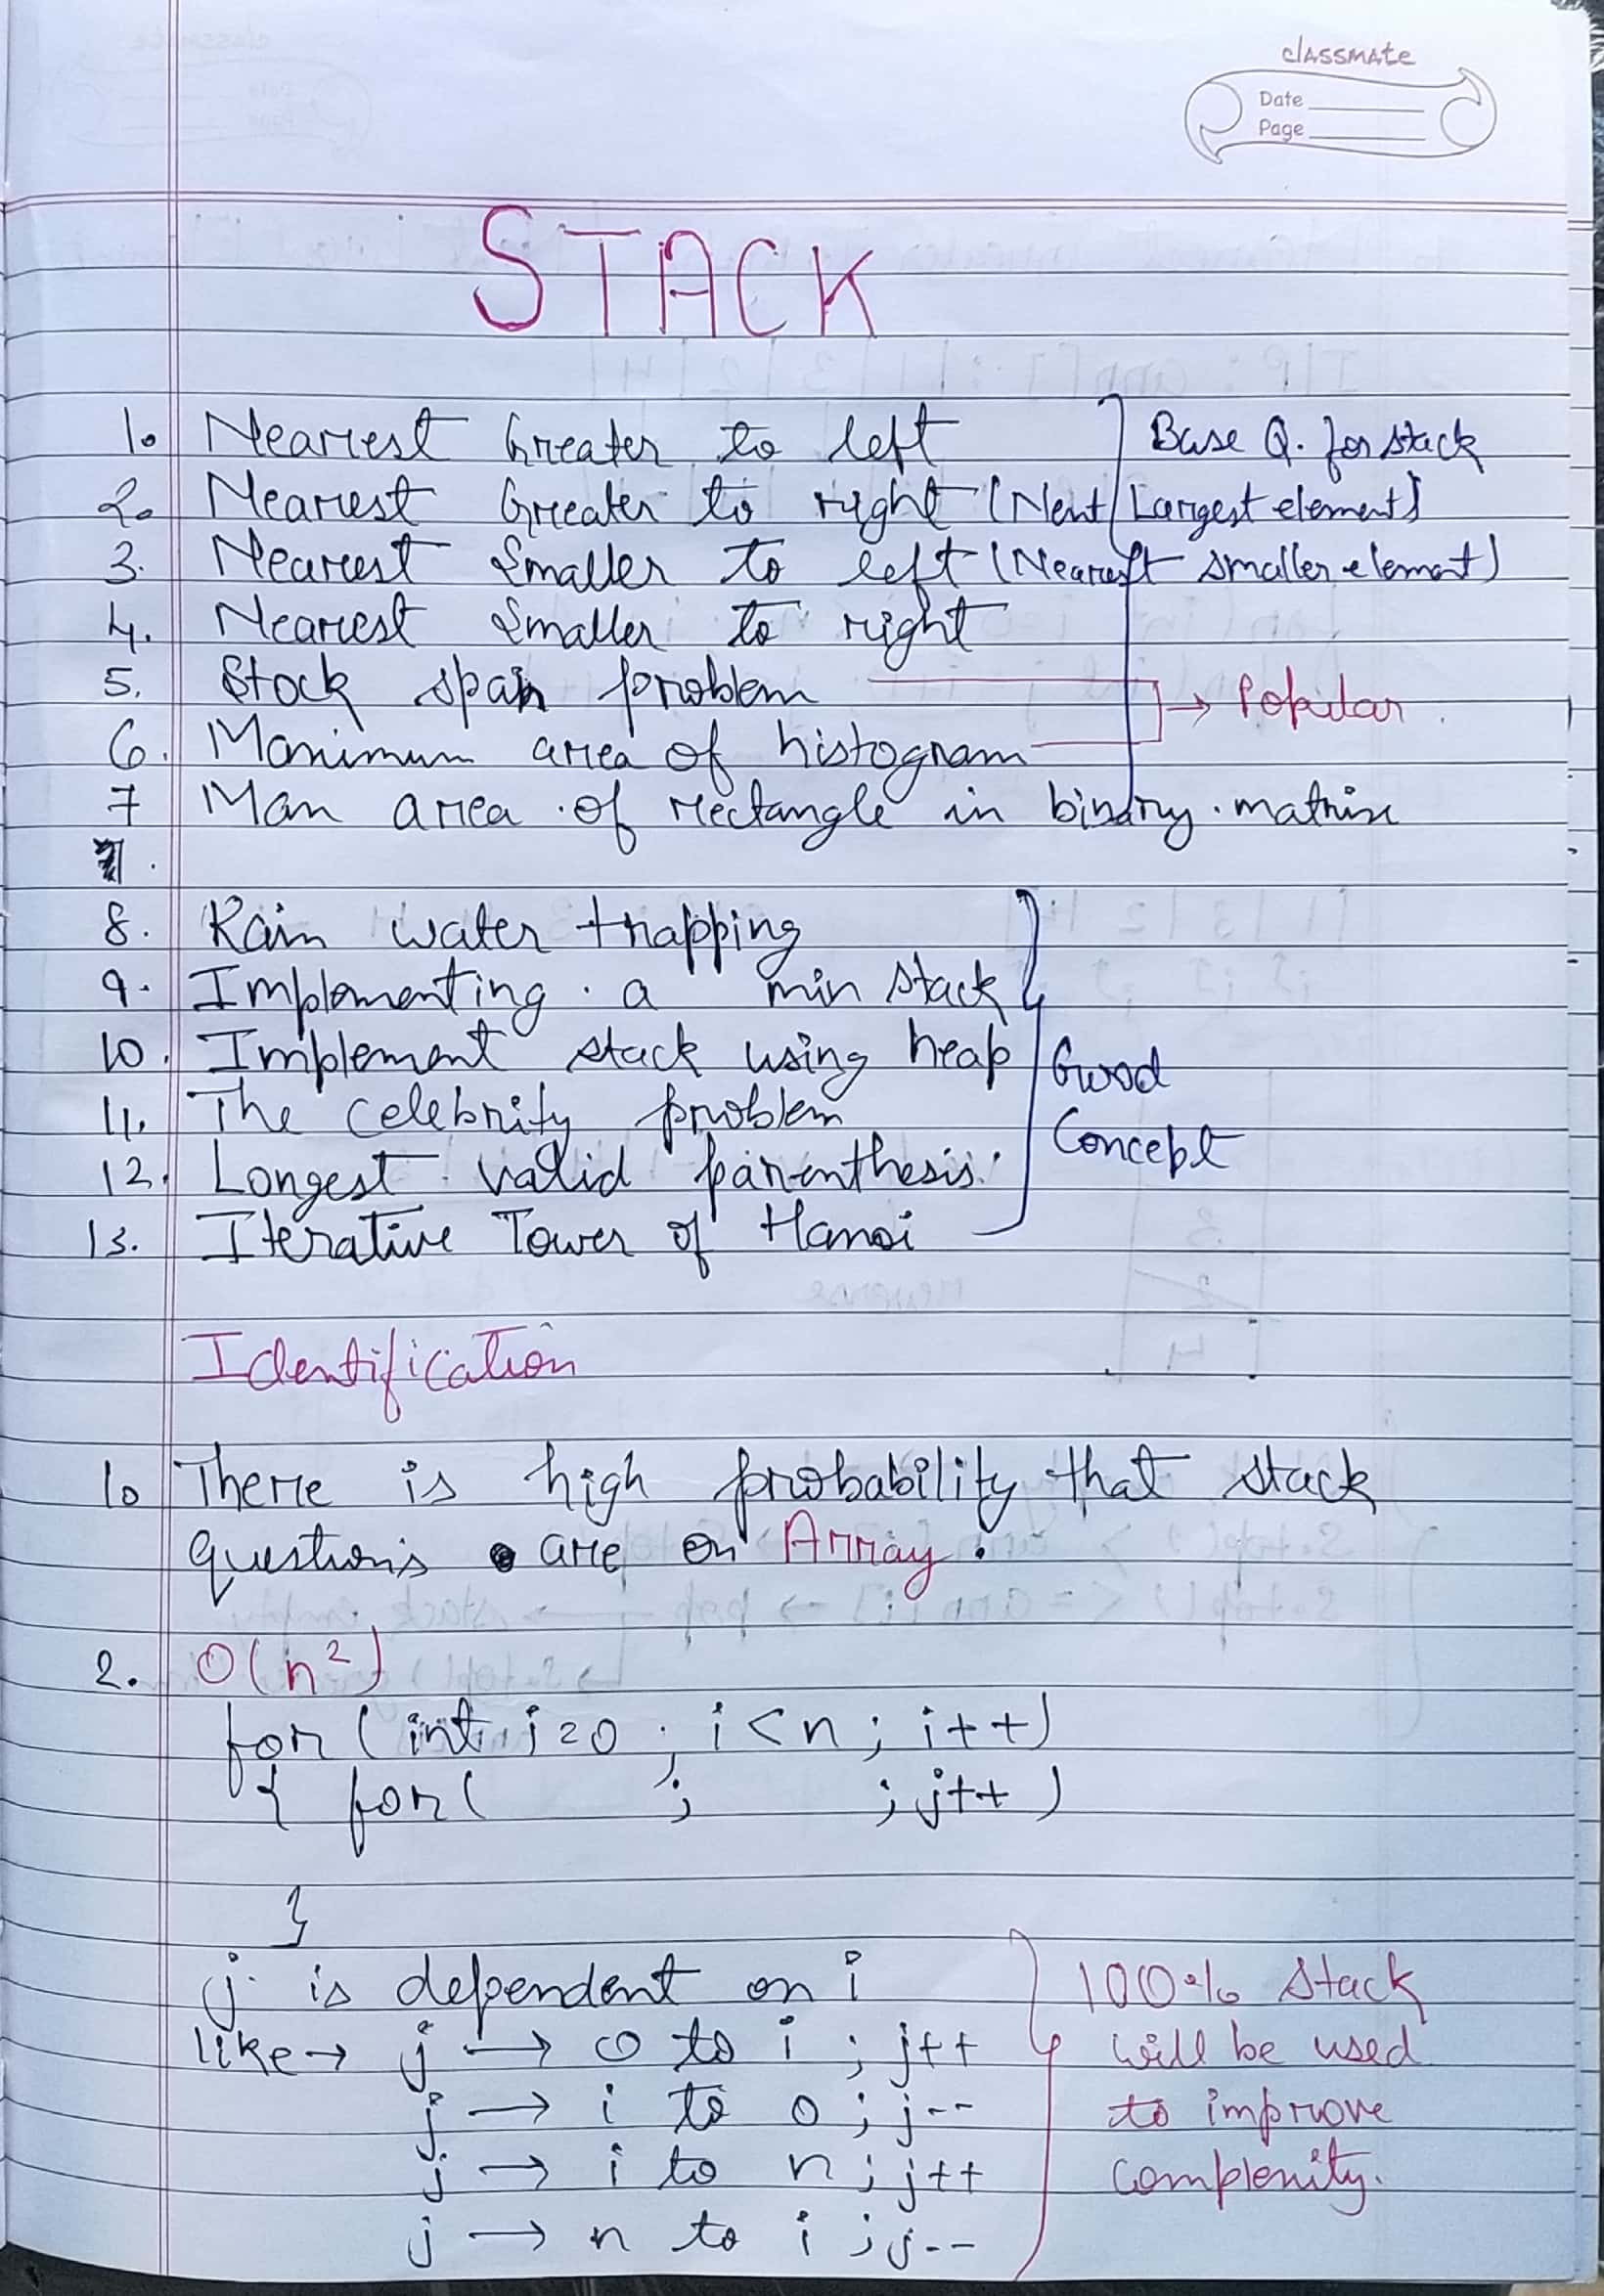 classmate
Date
Page
STACK
1. Nearest Greater to left
Base Q. for stack
2. Nearest Greater to right (Next Largest element)
3. Nearest Smaller to left (Nearest smaller element)
4. Nearest Smaller to right
5. Stock span problem
→ Popular
6. Maximum area of histogram
7 Max area of rectangle in binary matrix
8. Rain water trapping
9. Implementing a min stack
10. Implement stack using heap
Good
11. The celebrity problem
Concept
12. Longest valid parenthesis
13. Iterative Tower of Hanoi
Identification
1. There is high probability that stack
questions are on Array.
2. O(n²)
for (int i=0 ; i<n ; i++)
{ for( ; ; j++ )
}
j is dependent on i
100% stack
like → j → 0 to i ; j++
will be used
j → i to 0 ; j--
to improve
j → i to n ; j++
complexity.
j → n to i ; j--